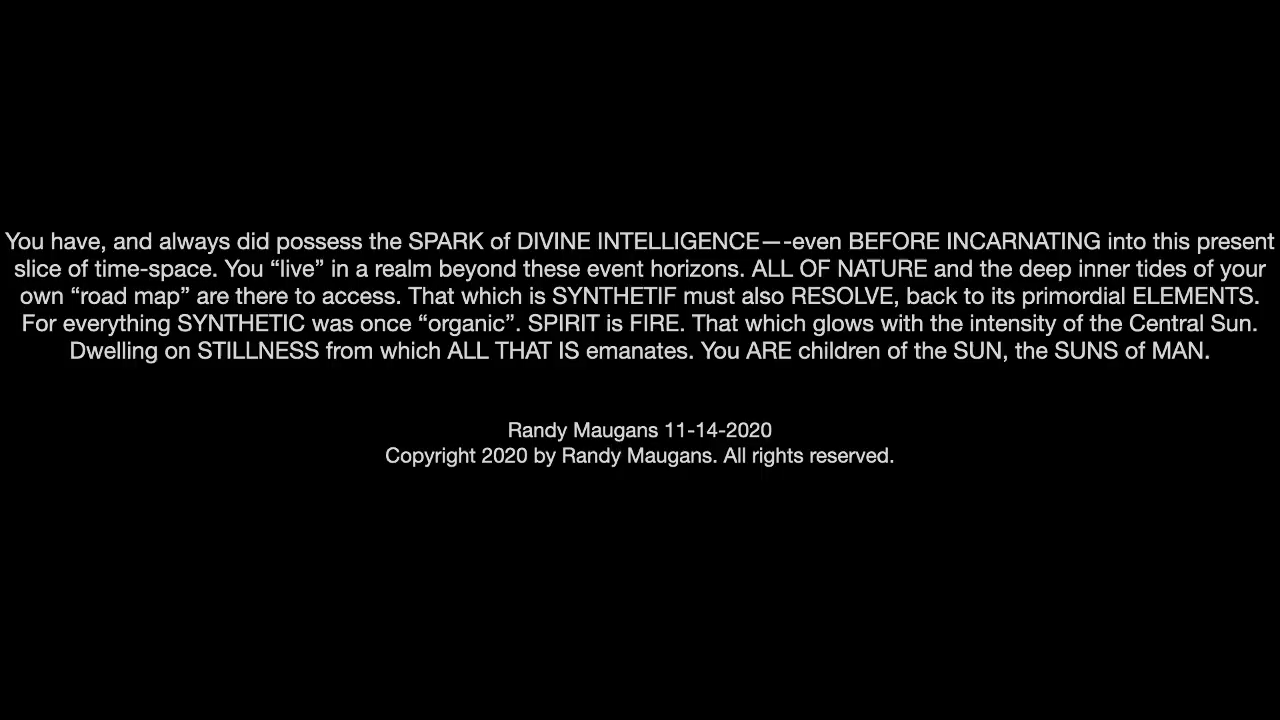 You have, and always did possess the SPARK of DIVINE INTELLIGENCE—-even BEFORE INCARNATING into this present
slice of time-space. You “live” in a realm beyond these event horizons. ALL OF NATURE and the deep inner tides of your
own “road map” are there to access. That which is SYNTHETIF must also RESOLVE, back to its primordial ELEMENTS.
For everything SYNTHETIC was once “organic”. SPIRIT is FIRE. That which glows with the intensity of the Central Sun.
Dwelling on STILLNESS from which ALL THAT IS emanates. You ARE children of the SUN, the SUNS of MAN.
Randy Maugans 11-14-2020
Copyright 2020 by Randy Maugans. All rights reserved.